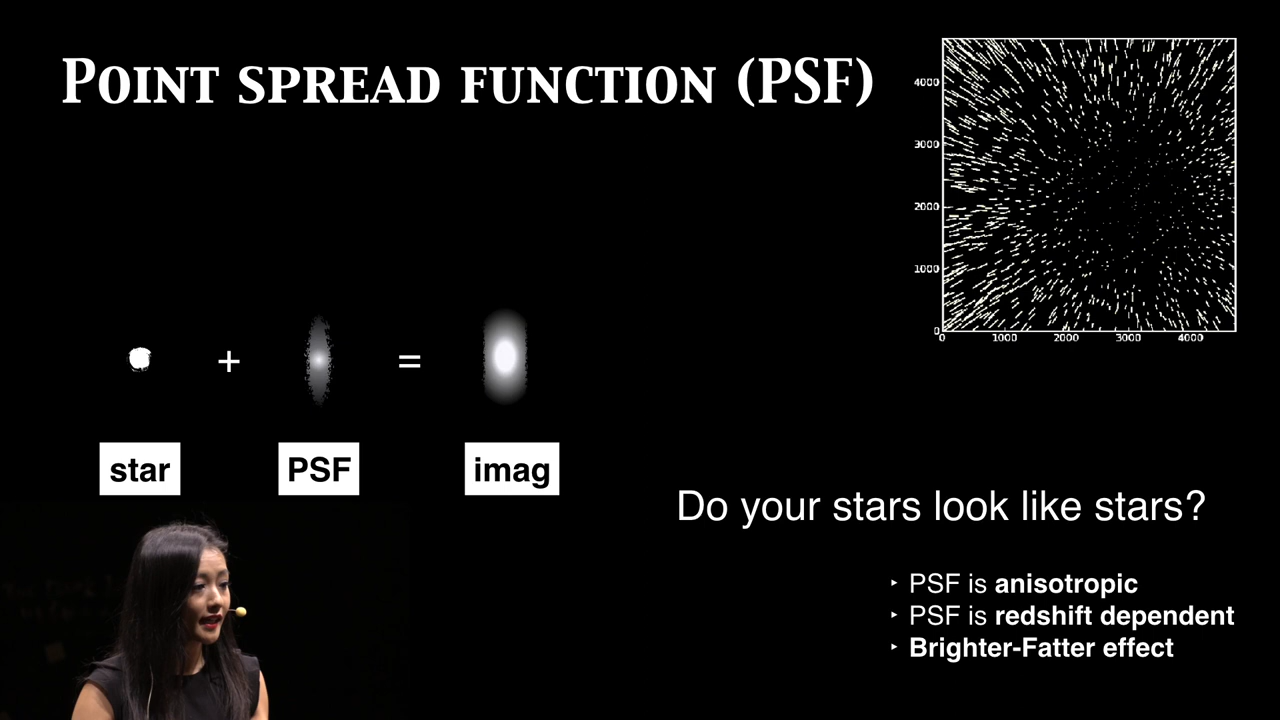 POINT SPREAD FUNCTION (PSF)
4000
3000
2000
1000
0
0 1000 2000 3000 4000
+ =
star PSF imag
Do your stars look like stars?
‣ PSF is anisotropic
‣ PSF is redshift dependent
‣ Brighter-Fatter effect